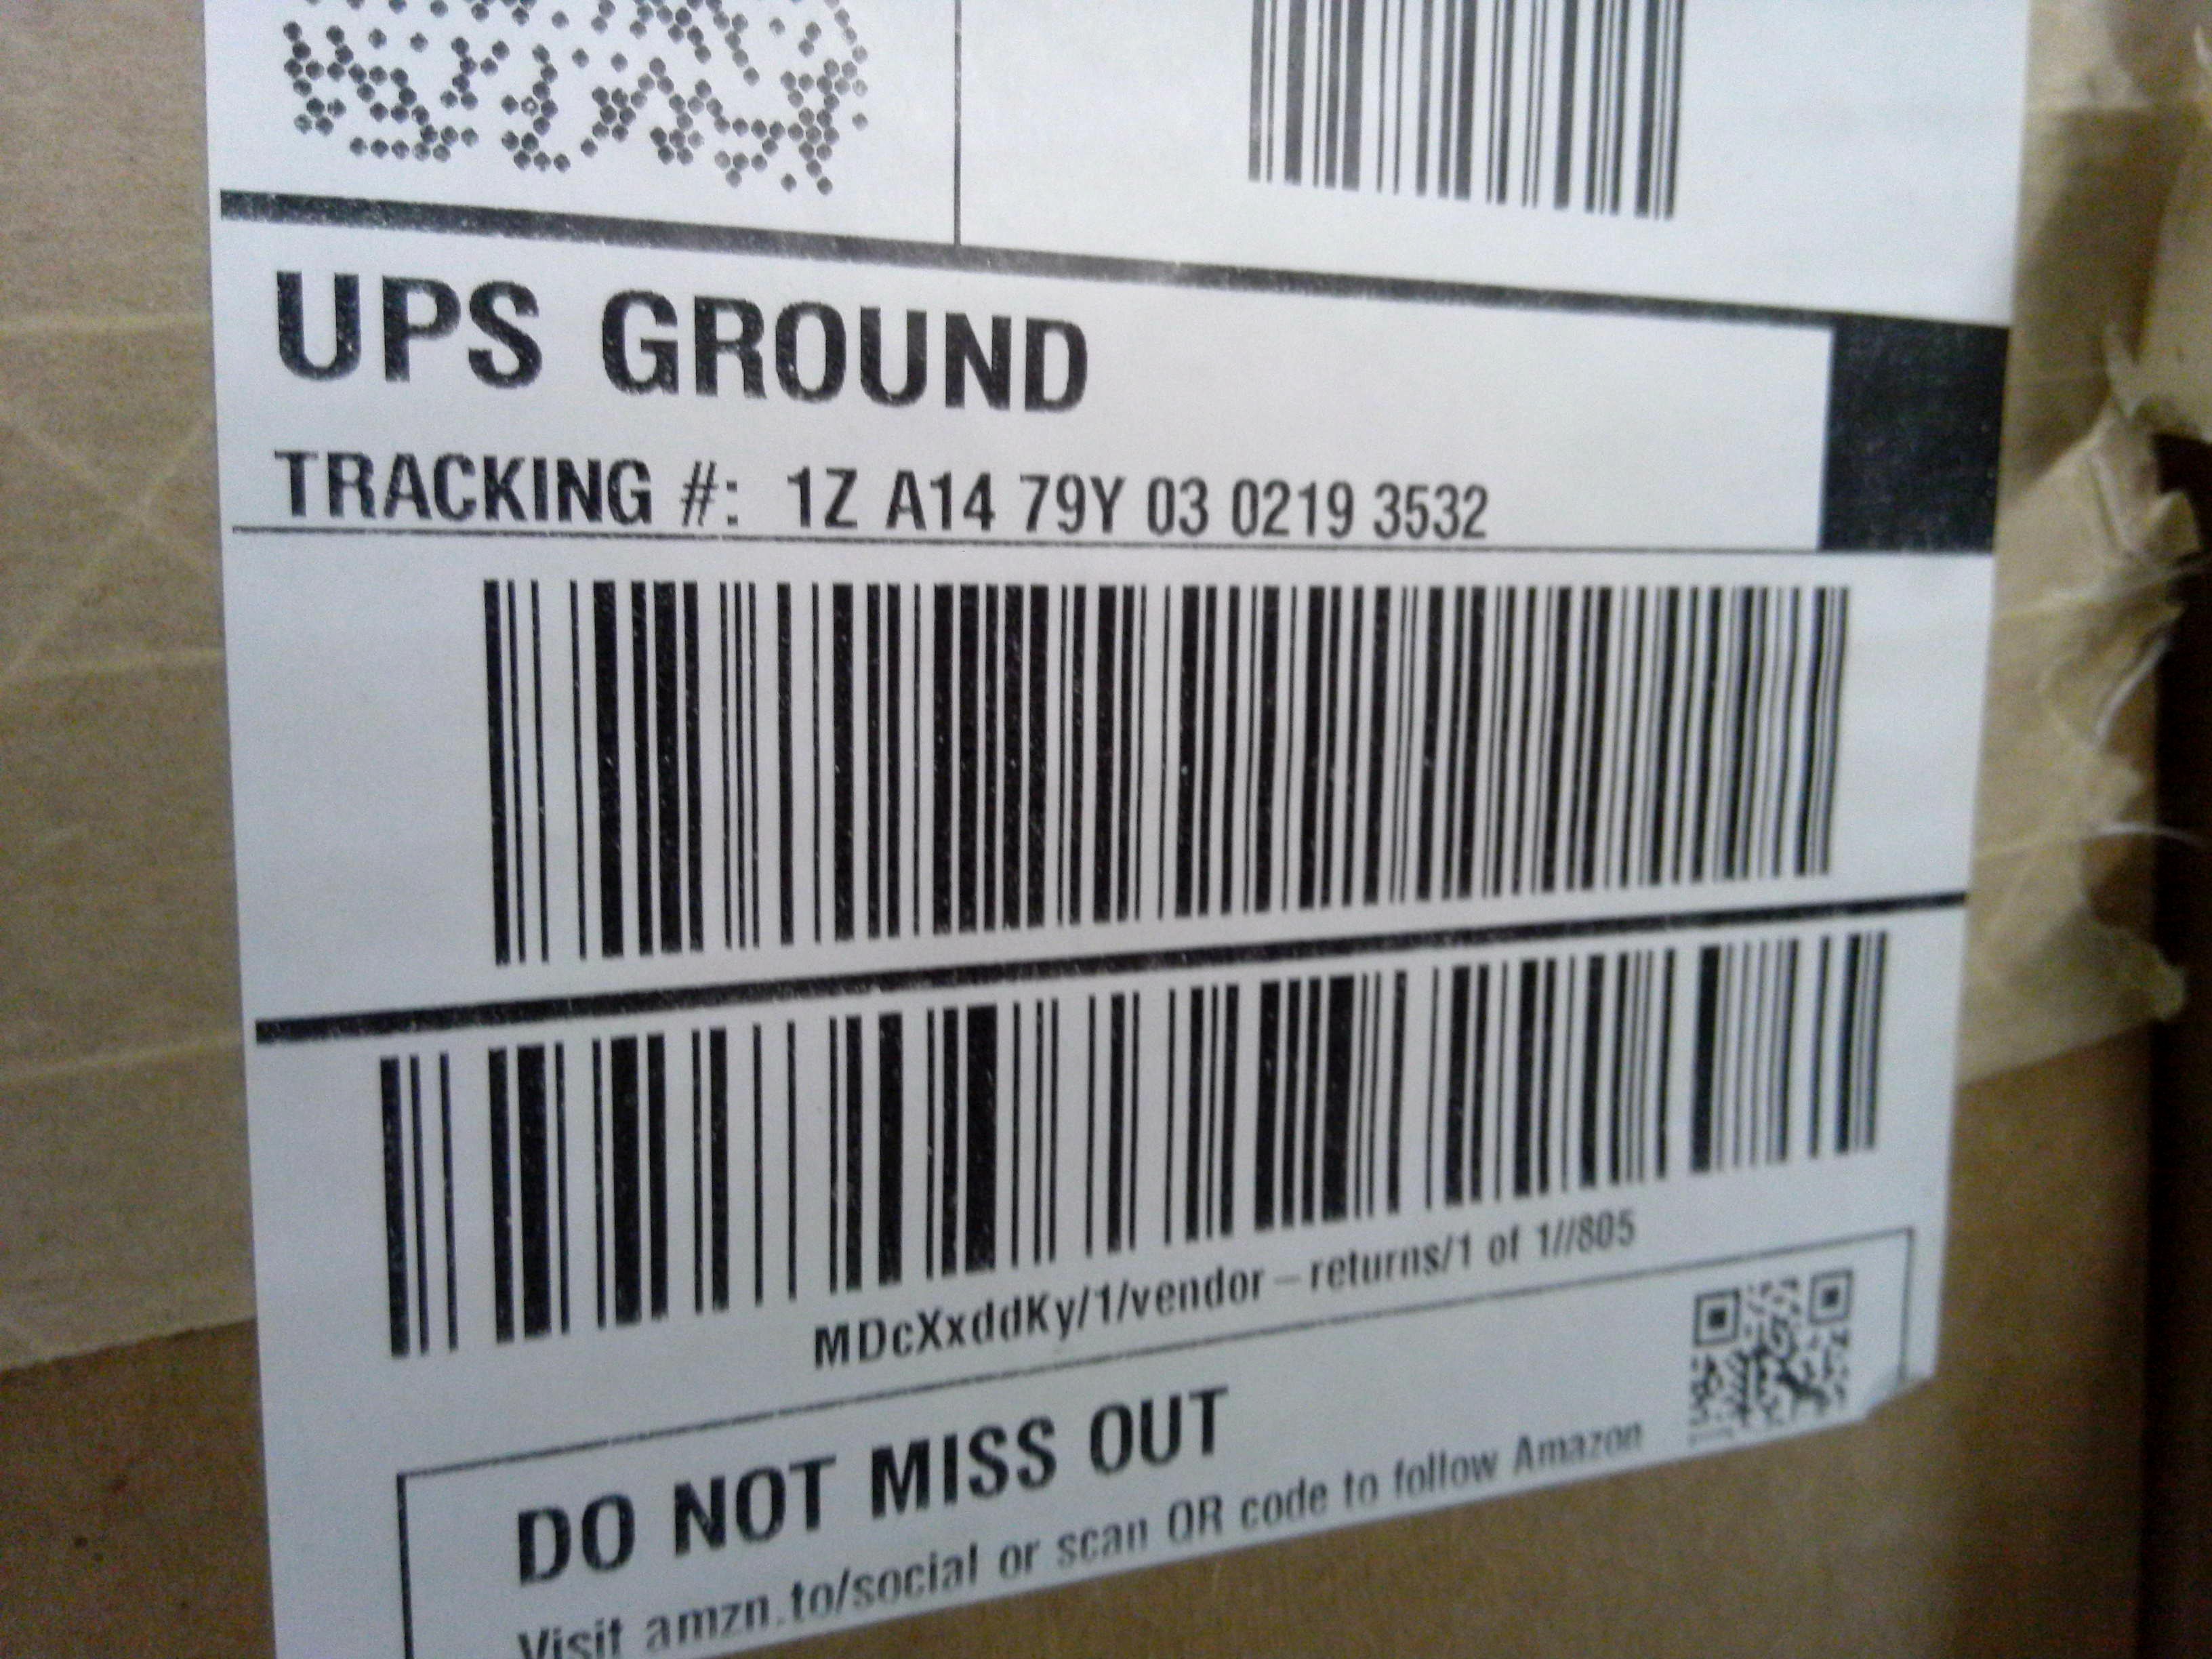 UPS GROUND
TRACKING #: 1Z A14 79Y 03 0219 3532
MDcXxddKy/1/vendor-returns/1 of 1//805
DO NOT MISS OUT
Visit amzn.to/social or scan QR code to follow Amazon